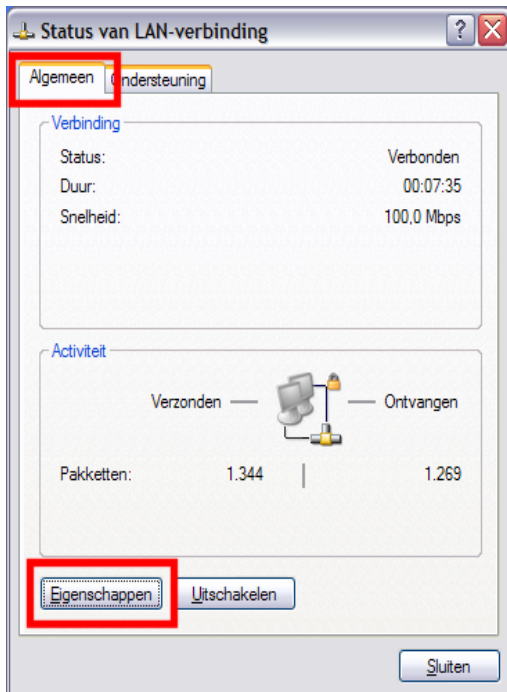 Status van LAN-verbinding
Algemeen Ondersteuning
Verbinding
Status: Verbonden
Duur: 00:07:35
Snelheid: 100,0 Mbps
Activiteit
Verzonden Ontvangen
Pakketten: 1.344 1.269
Eigenschappen Uitschakelen
Sluiten